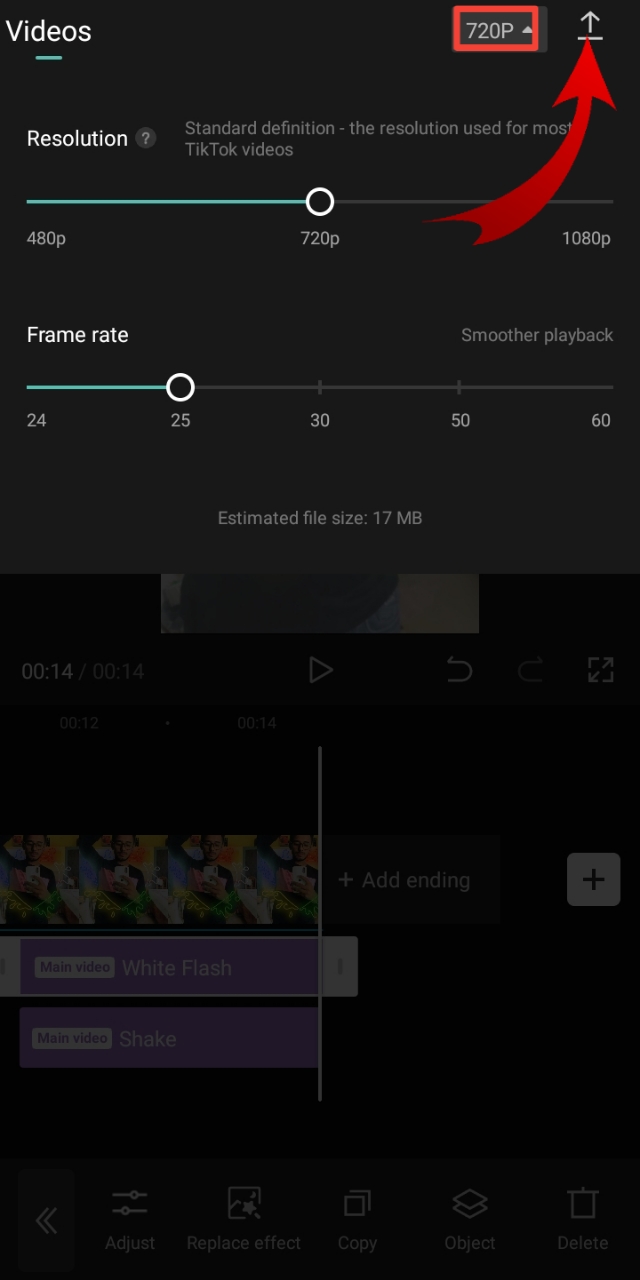 Videos
720P
Resolution ?
Standard definition - the resolution used for most
TikTok videos
480p 720p 1080p
Frame rate
Smoother playback
24 25 30 50 60
Estimated file size: 17 MB
00:14 / 00:14
00:12 00:14
+ Add ending
Main video White Flash
Main video Shake
Adjust Replace effect Copy Object Delete